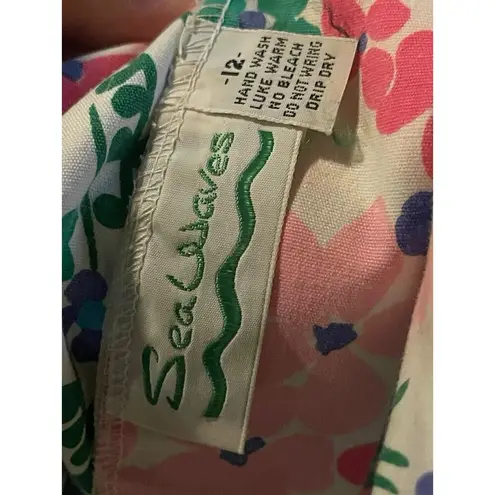 -12-
HAND WASH
LUKE WARM
NO BLEACH
DO NOT WRING
DRIP DRY
Sea Waves